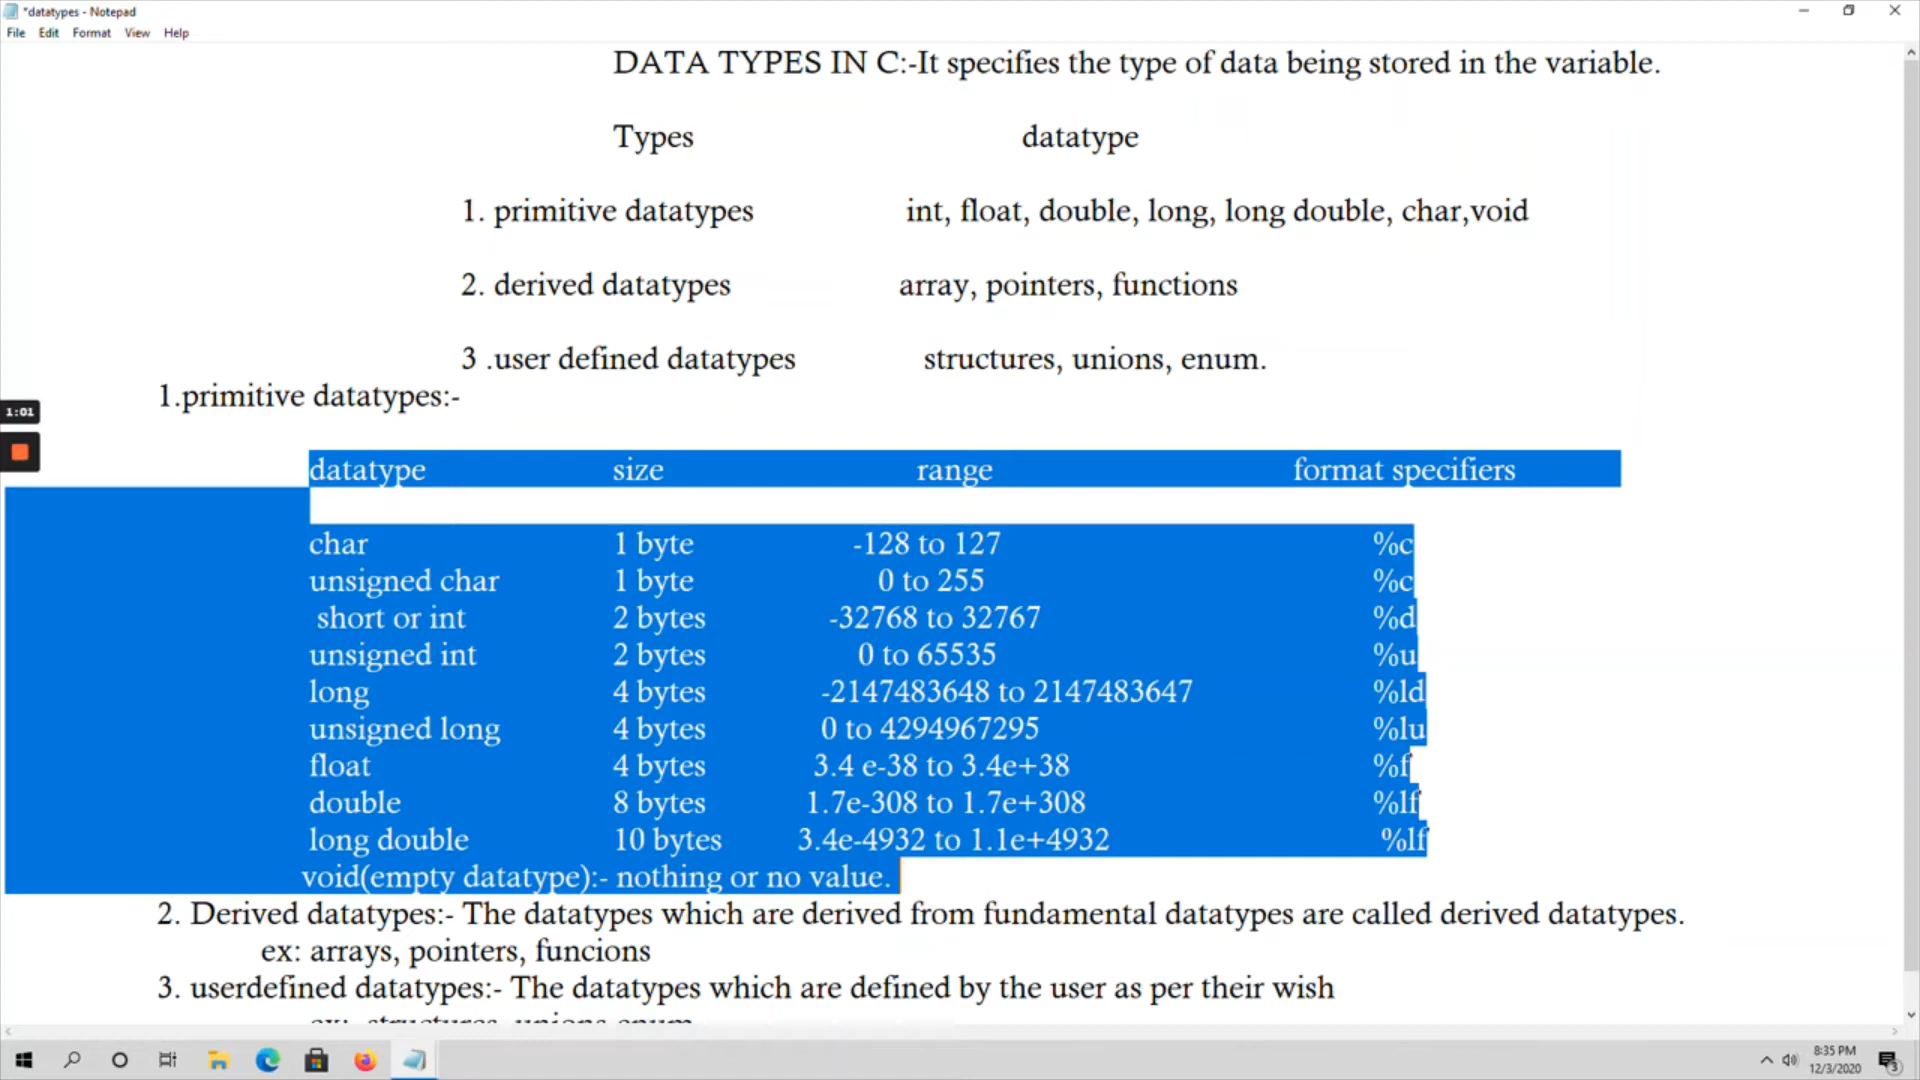 *datatypes - Notepad
File Edit Format View Help
DATA TYPES IN C:-It specifies the type of data being stored in the variable.
Types datatype
1. primitive datatypes int, float, double, long, long double, char,void
2. derived datatypes array, pointers, functions
3 .user defined datatypes structures, unions, enum.
1.primitive datatypes:-
1:01
datatype size range format specifiers
char 1 byte -128 to 127 %c
unsigned char 1 byte 0 to 255 %c
short or int 2 bytes -32768 to 32767 %d
unsigned int 2 bytes 0 to 65535 %u
long 4 bytes -2147483648 to 2147483647 %ld
unsigned long 4 bytes 0 to 4294967295 %lu
float 4 bytes 3.4 e-38 to 3.4e+38 %f
double 8 bytes 1.7e-308 to 1.7e+308 %lf
long double 10 bytes 3.4e-4932 to 1.1e+4932 %lf
void(empty datatype):- nothing or no value.
2. Derived datatypes:- The datatypes which are derived from fundamental datatypes are called derived datatypes.
ex: arrays, pointers, funcions
3. userdefined datatypes:- The datatypes which are defined by the user as per their wish
ex: structures, unions,enum
8:35 PM
12/3/2020
3